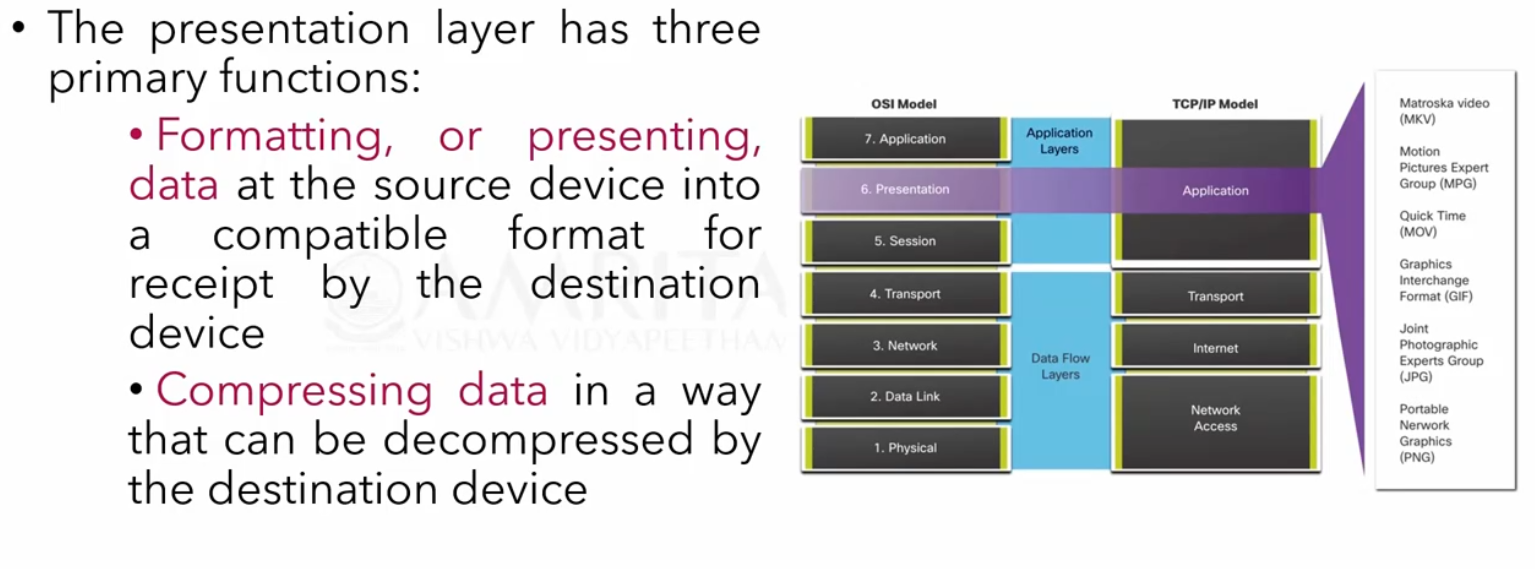 • The presentation layer has three
primary functions:
• Formatting, or presenting,
data at the source device into
a compatible format for
receipt by the destination
device
• Compressing data in a way
that can be decompressed by
the destination device
AMRITA
VISHWA VIDYAPEETHAM
OSI Model
7. Application
6. Presentation
5. Session
4. Transport
3. Network
2. Data Link
1. Physical
Application
Layers
Data Flow
Layers
TCP/IP Model
Application
Transport
Internet
Network
Access
Matroska video
(MKV)
Motion
Pictures Expert
Group (MPG)
Quick Time
(MOV)
Graphics
Interchange
Format (GIF)
Joint
Photographic
Experts Group
(JPG)
Portable
Network
Graphics
(PNG)